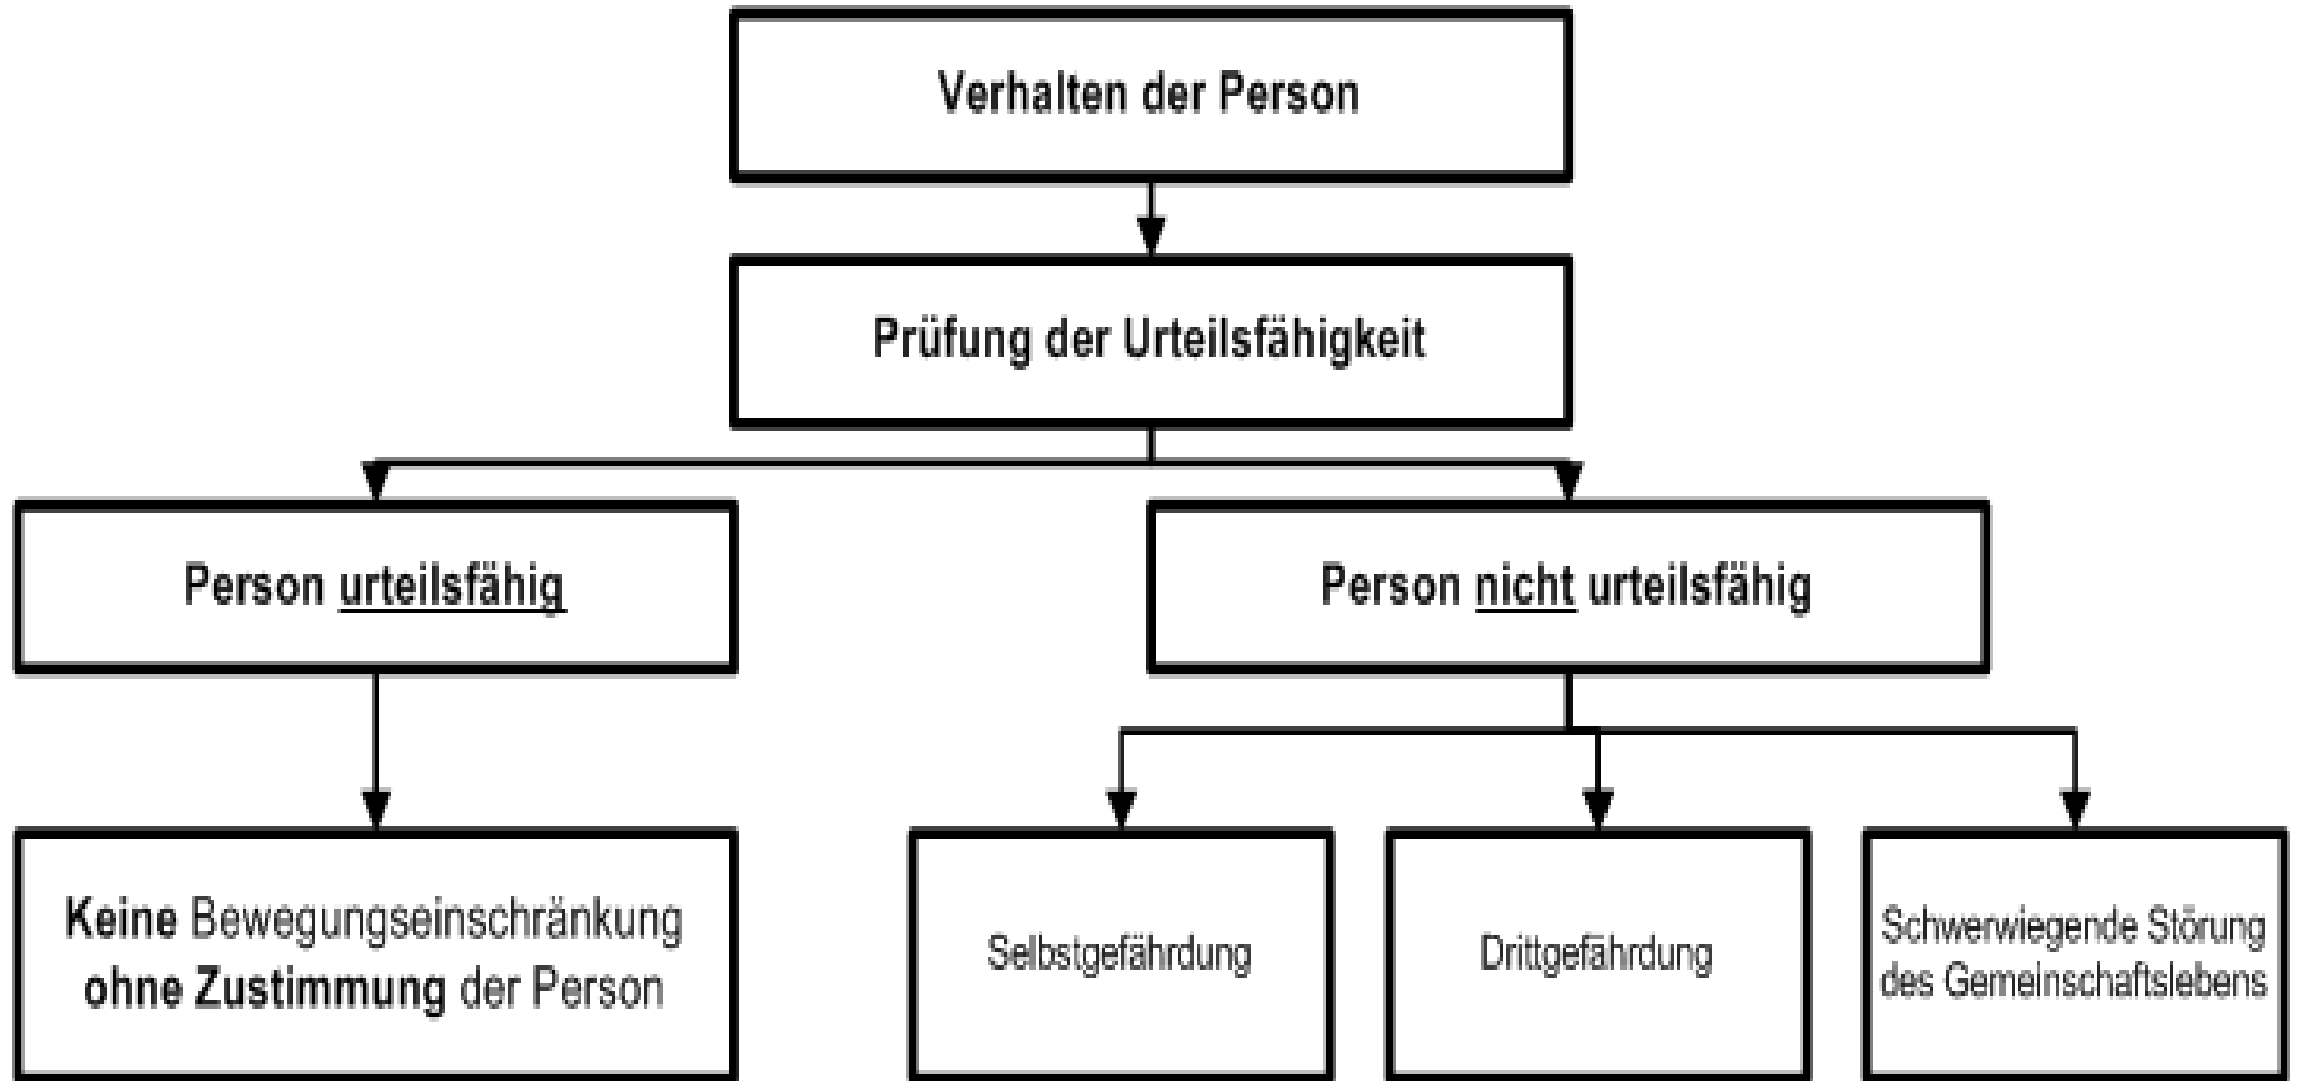 Verhalten der Person
Prüfung der Urteilsfähigkeit
Person urteilsfähig
Person nicht urteilsfähig
Keine Bewegungseinschränkung
ohne Zustimmung der Person
Selbstgefährdung
Drittgefährdung
Schwerwiegende Störung
des Gemeinschaftslebens